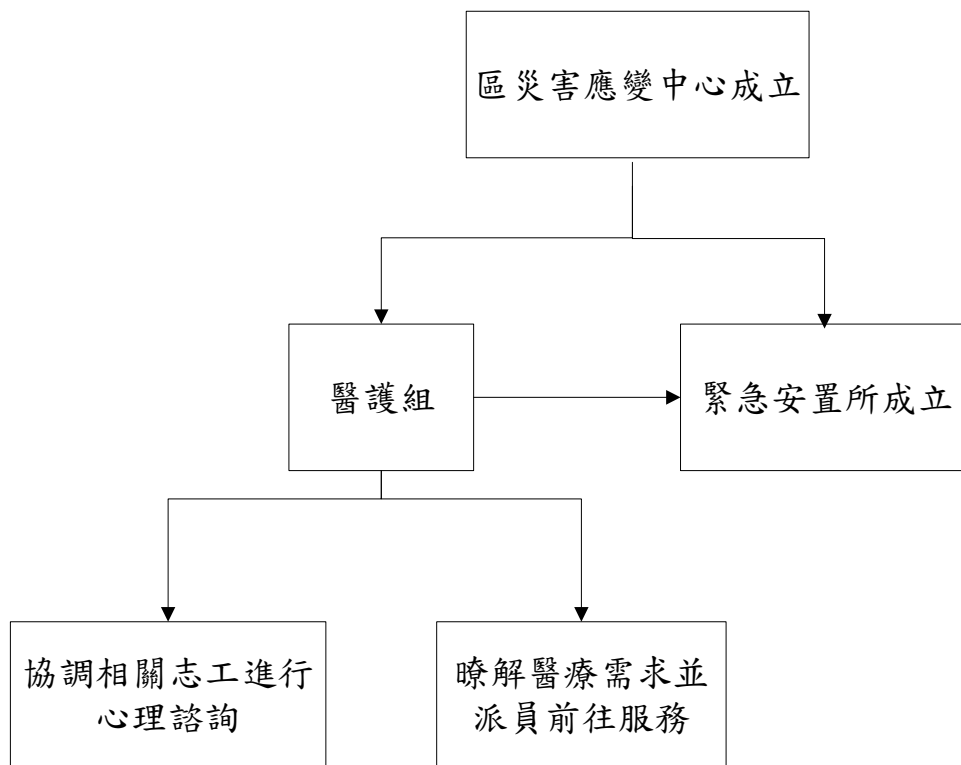 區災害應變中心成立
醫護組
緊急安置所成立
協調相關志工進行
心理諮詢
瞭解醫療需求並
派員前往服務